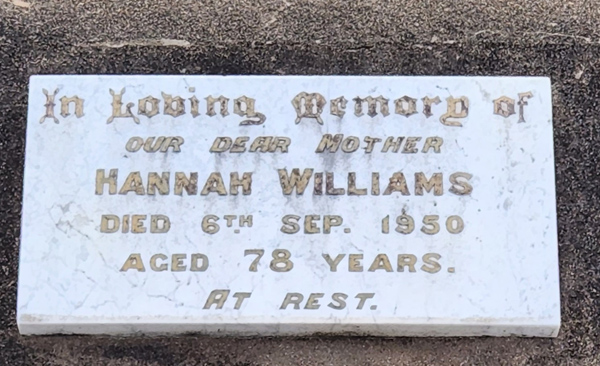 In Loving Memory of
OUR DEAR MOTHER
HANNAH WILLIAMS
DIED 6TH SEP. 1950
AGED 78 YEARS.
AT REST.